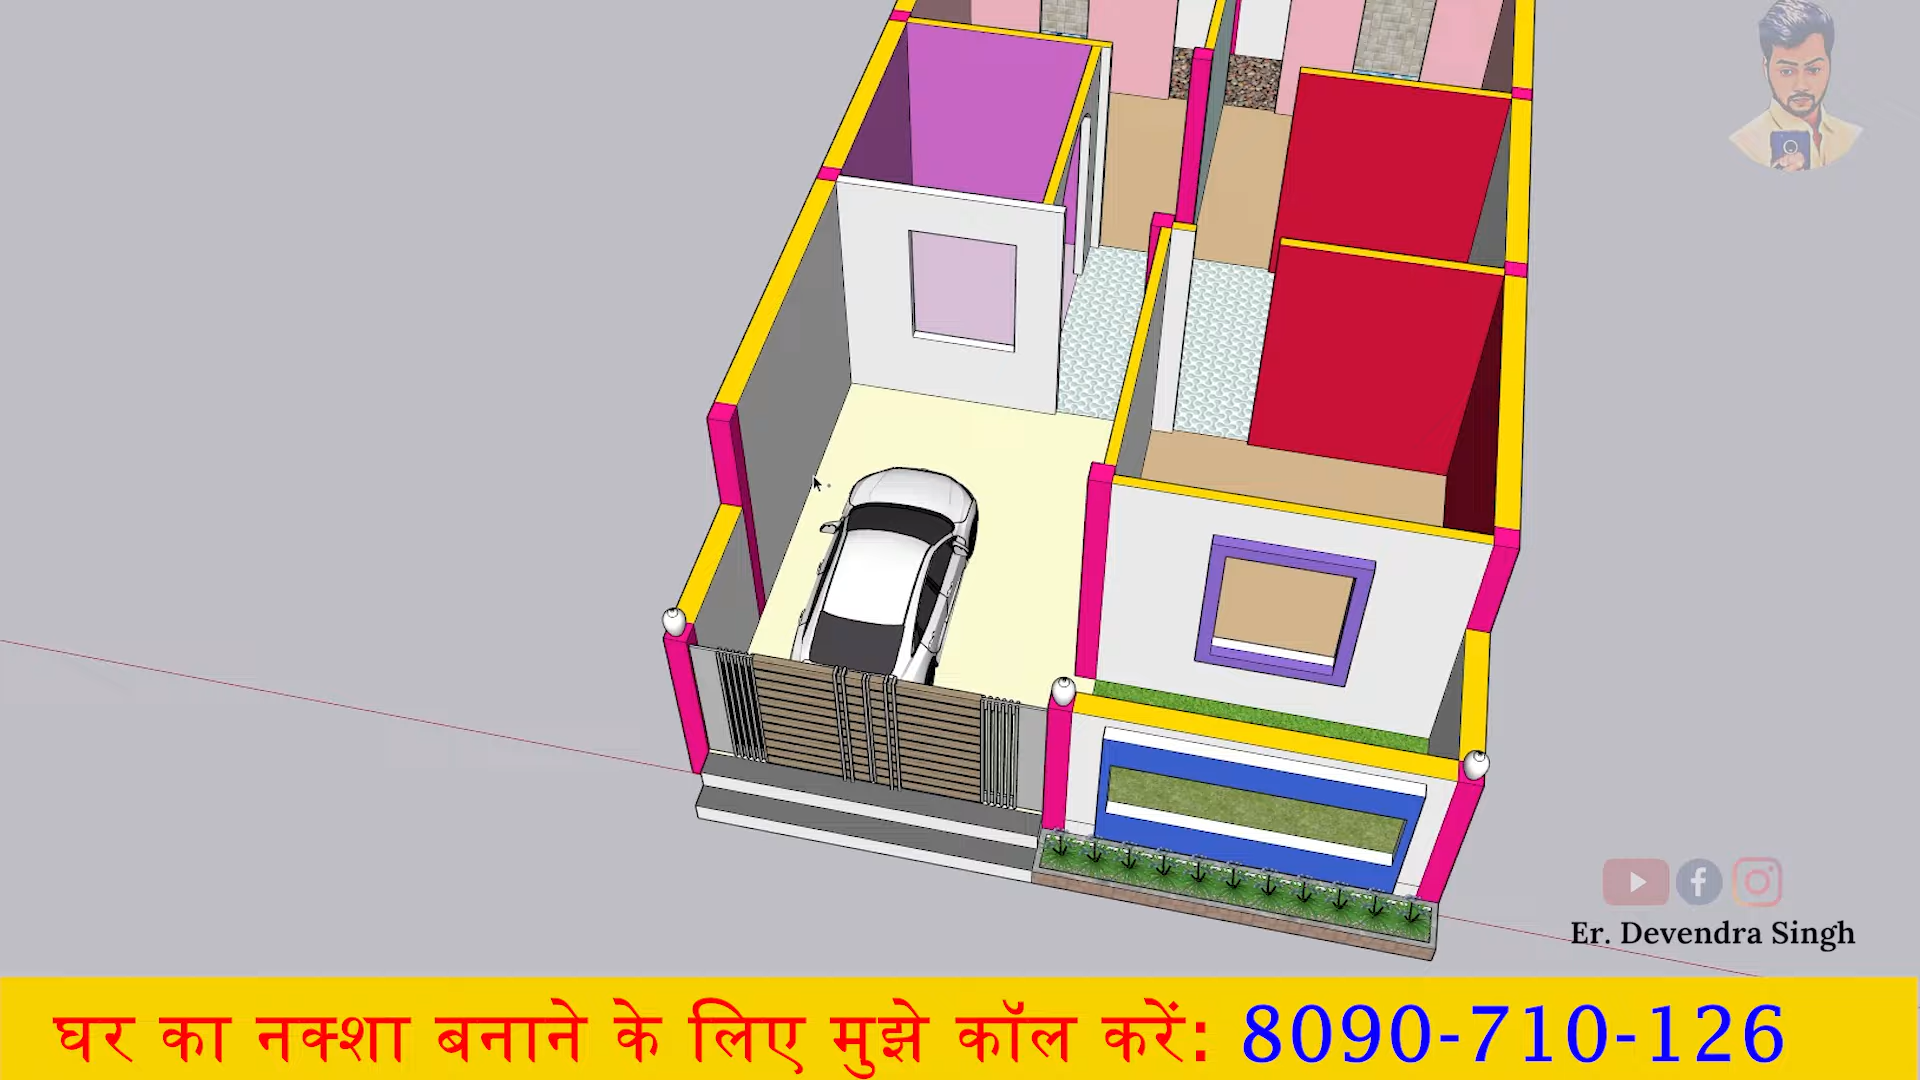 Er. Devendra Singh
घर का नक्शा बनाने के लिए मुझे कॉल करें: 8090-710-126